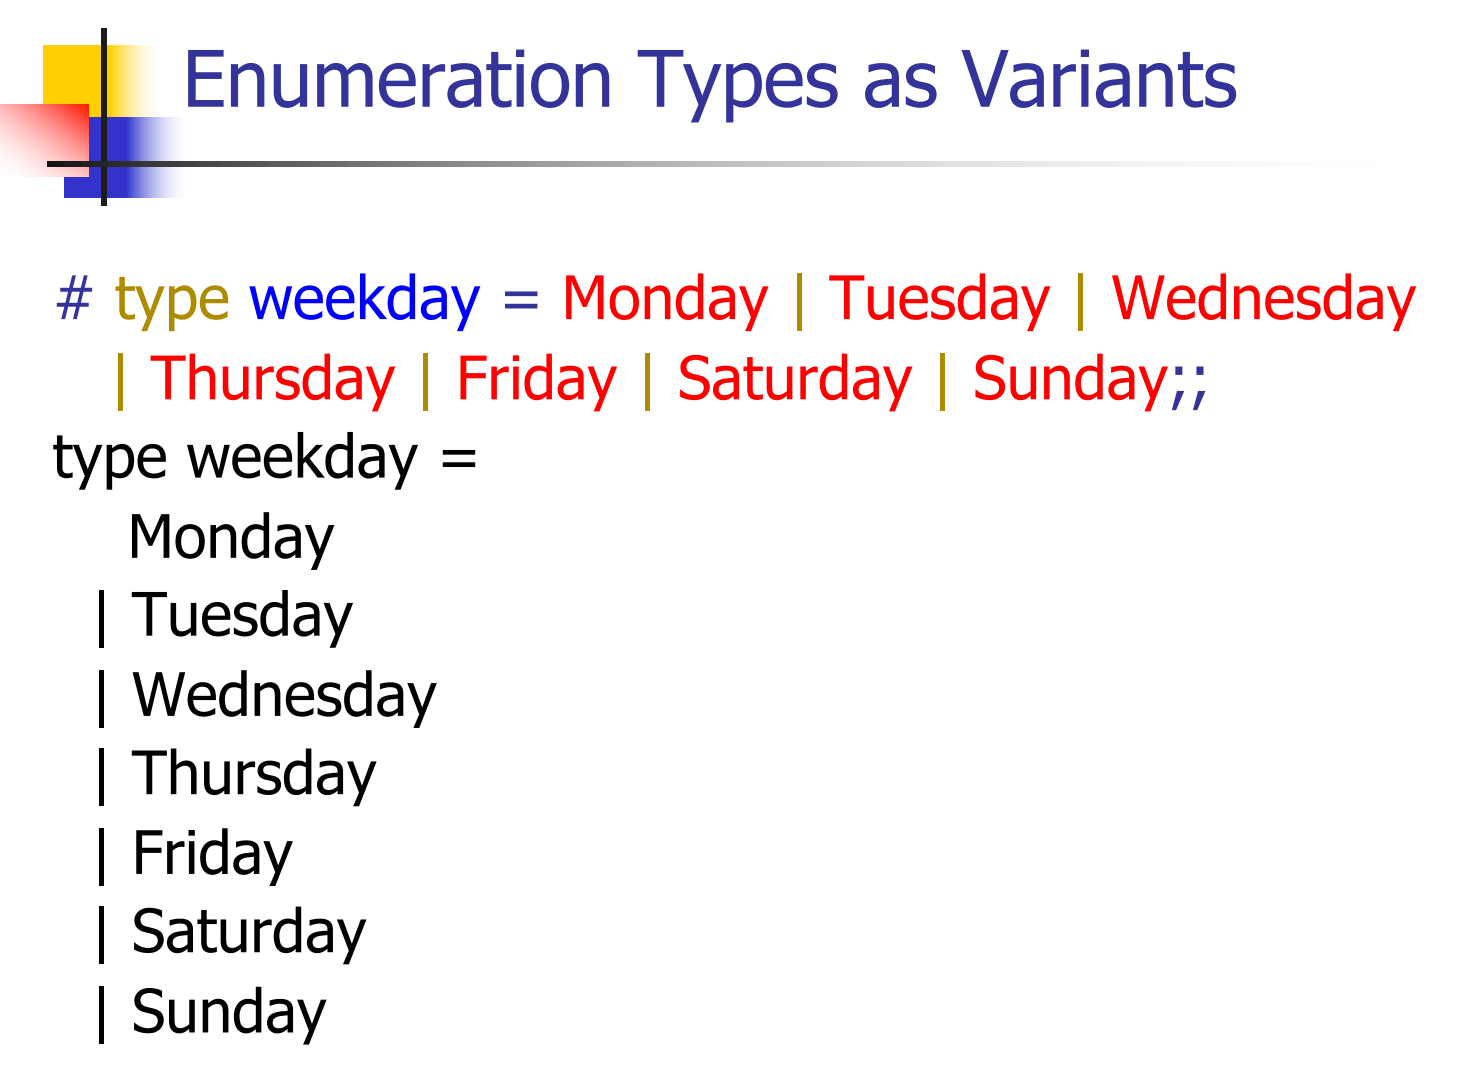 Enumeration Types as Variants
# type weekday = Monday | Tuesday | Wednesday
| Thursday | Friday | Saturday | Sunday;;
type weekday =
Monday
| Tuesday
| Wednesday
| Thursday
| Friday
| Saturday
| Sunday